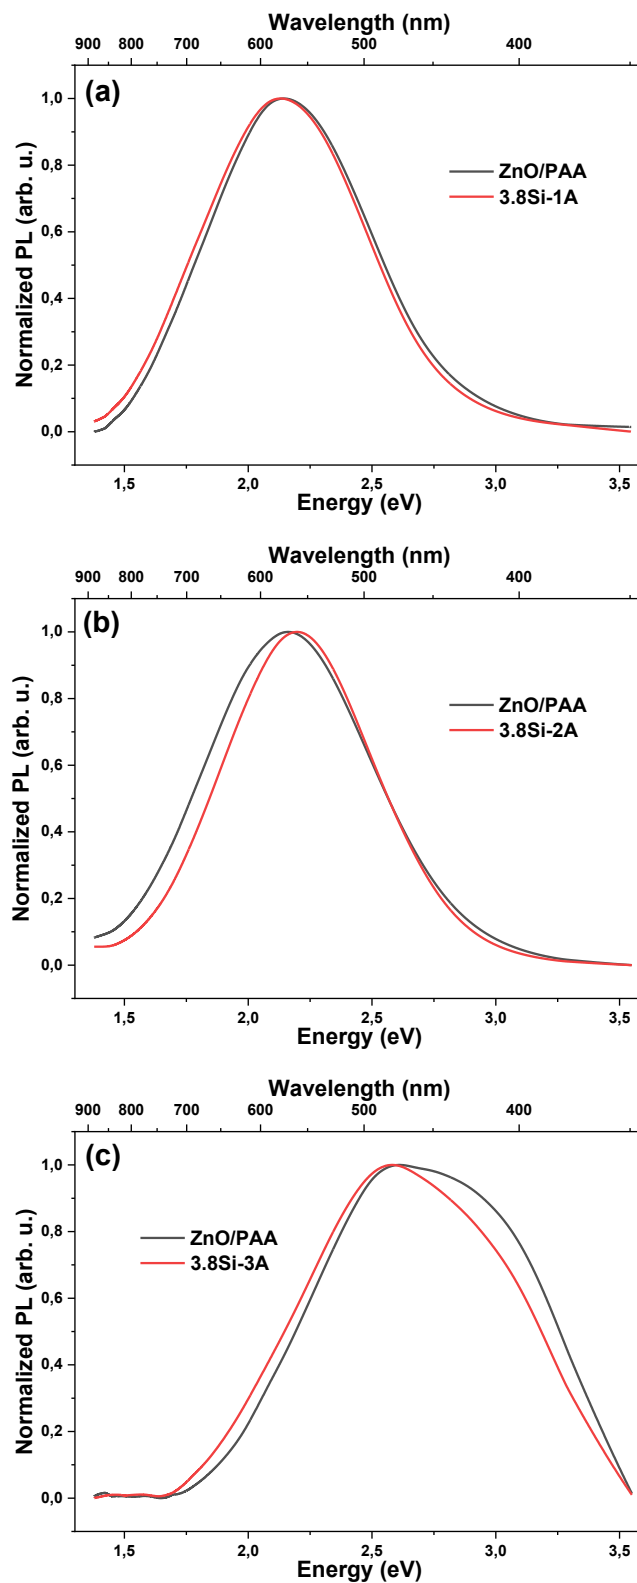 Wavelength (nm)
900 800 700 600 500 400
(a)
1,0
ZnO/PAA
0,8
3.8Si-1A
0,6
0,4
0,2
0,0
Normalized PL (arb. u.)
1,5 2,0 2,5 3,0 3,5
Energy (eV)
Wavelength (nm)
900 800 700 600 500 400
(b)
1,0
ZnO/PAA
0,8
3.8Si-2A
0,6
0,4
0,2
0,0
Normalized PL (arb. u.)
1,5 2,0 2,5 3,0 3,5
Energy (eV)
Wavelength (nm)
900 800 700 600 500 400
(c)
1,0
0,8
ZnO/PAA
3.8Si-3A
0,6
0,4
0,2
0,0
Normalized PL (arb. u.)
1,5 2,0 2,5 3,0 3,5
Energy (eV)